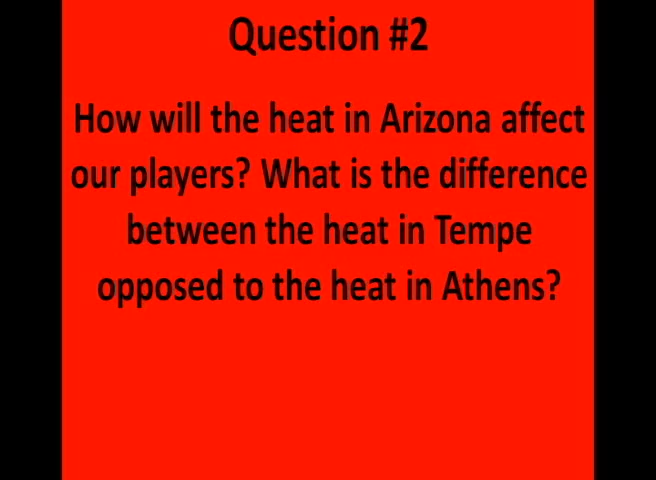 Question #2
How will the heat in Arizona affect
our players? What is the difference
between the heat in Tempe
opposed to the heat in Athens?